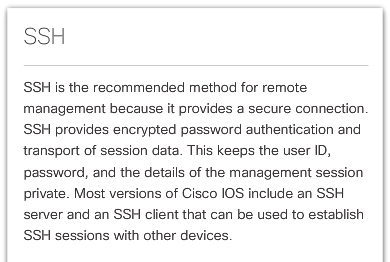 SSH
SSH is the recommended method for remote
management because it provides a secure connection.
SSH provides encrypted password authentication and
transport of session data. This keeps the user ID,
password, and the details of the management session
private. Most versions of Cisco IOS include an SSH
server and an SSH client that can be used to establish
SSH sessions with other devices.